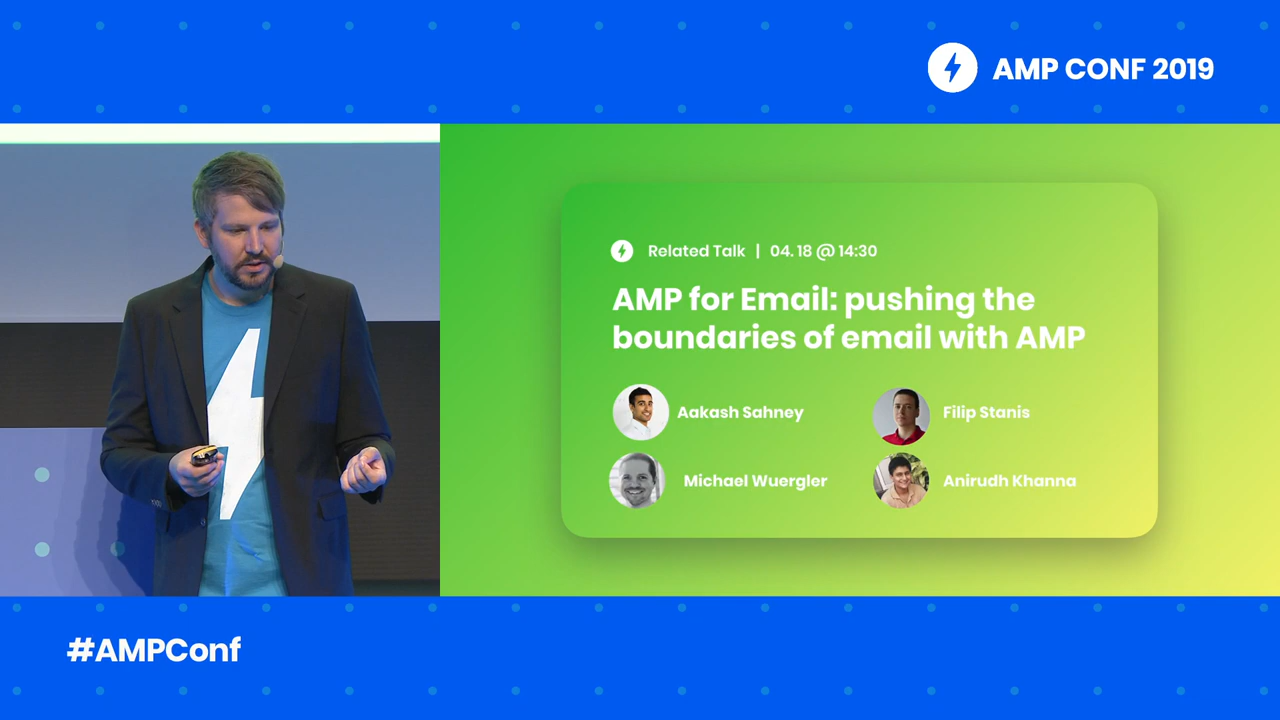 AMP CONF 2019
Related Talk | 04. 18 @ 14:30
AMP for Email: pushing the
boundaries of email with AMP
Aakash Sahney
Filip Stanis
Michael Wuergler
Anirudh Khanna
#AMPConf